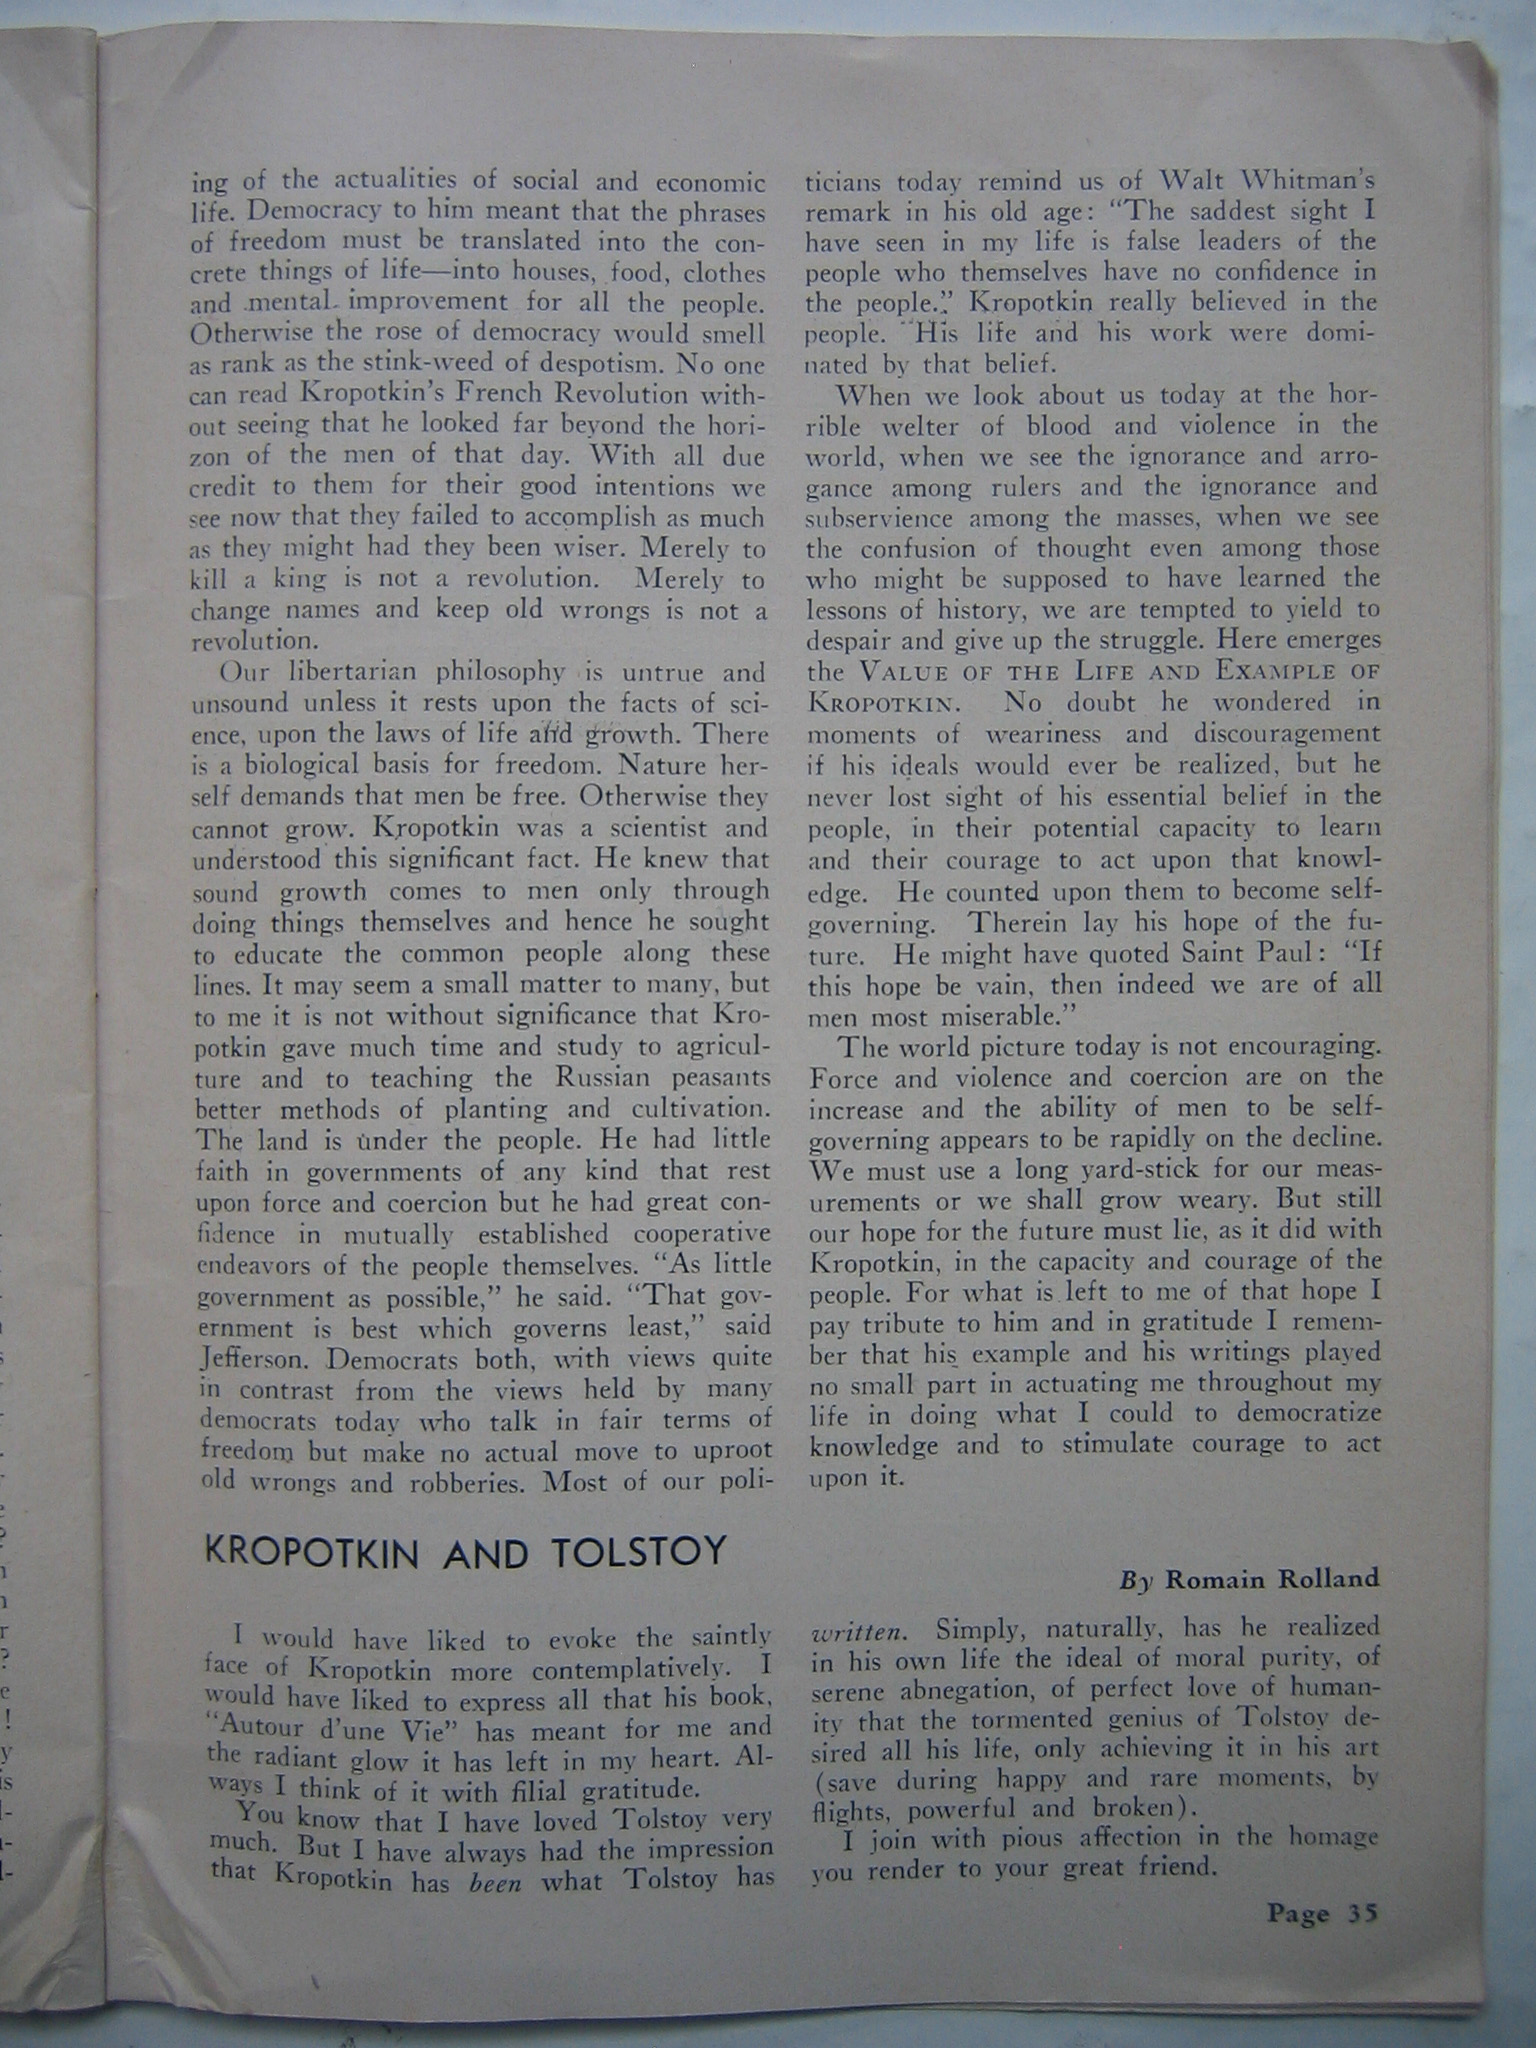 ing of the actualities of social and economic
life. Democracy to him meant that the phrases
of freedom must be translated into the con-
crete things of life—into houses, food, clothes
and mental improvement for all the people.
Otherwise the rose of democracy would smell
as rank as the stink-weed of despotism. No one
can read Kropotkin's French Revolution with-
out seeing that he looked far beyond the hori-
zon of the men of that day. With all due
credit to them for their good intentions we
see now that they failed to accomplish as much
as they might had they been wiser. Merely to
kill a king is not a revolution. Merely to
change names and keep old wrongs is not a
revolution.
Our libertarian philosophy is untrue and
unsound unless it rests upon the facts of sci-
ence, upon the laws of life and growth. There
is a biological basis for freedom. Nature her-
self demands that men be free. Otherwise they
cannot grow. Kropotkin was a scientist and
understood this significant fact. He knew that
sound growth comes to men only through
doing things themselves and hence he sought
to educate the common people along these
lines. It may seem a small matter to many, but
to me it is not without significance that Kro-
potkin gave much time and study to agricul-
ture and to teaching the Russian peasants
better methods of planting and cultivation.
The land is under the people. He had little
faith in governments of any kind that rest
upon force and coercion but he had great con-
fidence in mutually established cooperative
endeavors of the people themselves. "As little
government as possible," he said. "That gov-
ernment is best which governs least," said
Jefferson. Democrats both, with views quite
in contrast from the views held by many
democrats today who talk in fair terms of
freedom but make no actual move to uproot
old wrongs and robberies. Most of our poli-
ticians today remind us of Walt Whitman's
remark in his old age: "The saddest sight I
have seen in my life is false leaders of the
people who themselves have no confidence in
the people." Kropotkin really believed in the
people. His life and his work were domi-
nated by that belief.
When we look about us today at the hor-
rible welter of blood and violence in the
world, when we see the ignorance and arro-
gance among rulers and the ignorance and
subservience among the masses, when we see
the confusion of thought even among those
who might be supposed to have learned the
lessons of history, we are tempted to yield to
despair and give up the struggle. Here emerges
the VALUE OF THE LIFE AND EXAMPLE OF
KROPOTKIN. No doubt he wondered in
moments of weariness and discouragement
if his ideals would ever be realized, but he
never lost sight of his essential belief in the
people, in their potential capacity to learn
and their courage to act upon that knowl-
edge. He counted upon them to become self-
governing. Therein lay his hope of the fu-
ture. He might have quoted Saint Paul: "If
this hope be vain, then indeed we are of all
men most miserable."
The world picture today is not encouraging.
Force and violence and coercion are on the
increase and the ability of men to be self-
governing appears to be rapidly on the decline.
We must use a long yard-stick for our meas-
urements or we shall grow weary. But still
our hope for the future must lie, as it did with
Kropotkin, in the capacity and courage of the
people. For what is left to me of that hope I
pay tribute to him and in gratitude I remem-
ber that his example and his writings played
no small part in actuating me throughout my
life in doing what I could to democratize
knowledge and to stimulate courage to act
upon it.
KROPOTKIN AND TOLSTOY
By Romain Rolland
I would have liked to evoke the saintly
face of Kropotkin more contemplatively. I
would have liked to express all that his book,
"Autour d'une Vie" has meant for me and
the radiant glow it has left in my heart. Al-
ways I think of it with filial gratitude.
You know that I have loved Tolstoy very
much. But I have always had the impression
that Kropotkin has been what Tolstoy has
written. Simply, naturally, has he realized
in his own life the ideal of moral purity, of
serene abnegation, of perfect love of human-
ity that the tormented genius of Tolstoy de-
sired all his life, only achieving it in his art
(save during happy and rare moments, by
flights, powerful and broken).
I join with pious affection in the homage
you render to your great friend.
Page 35